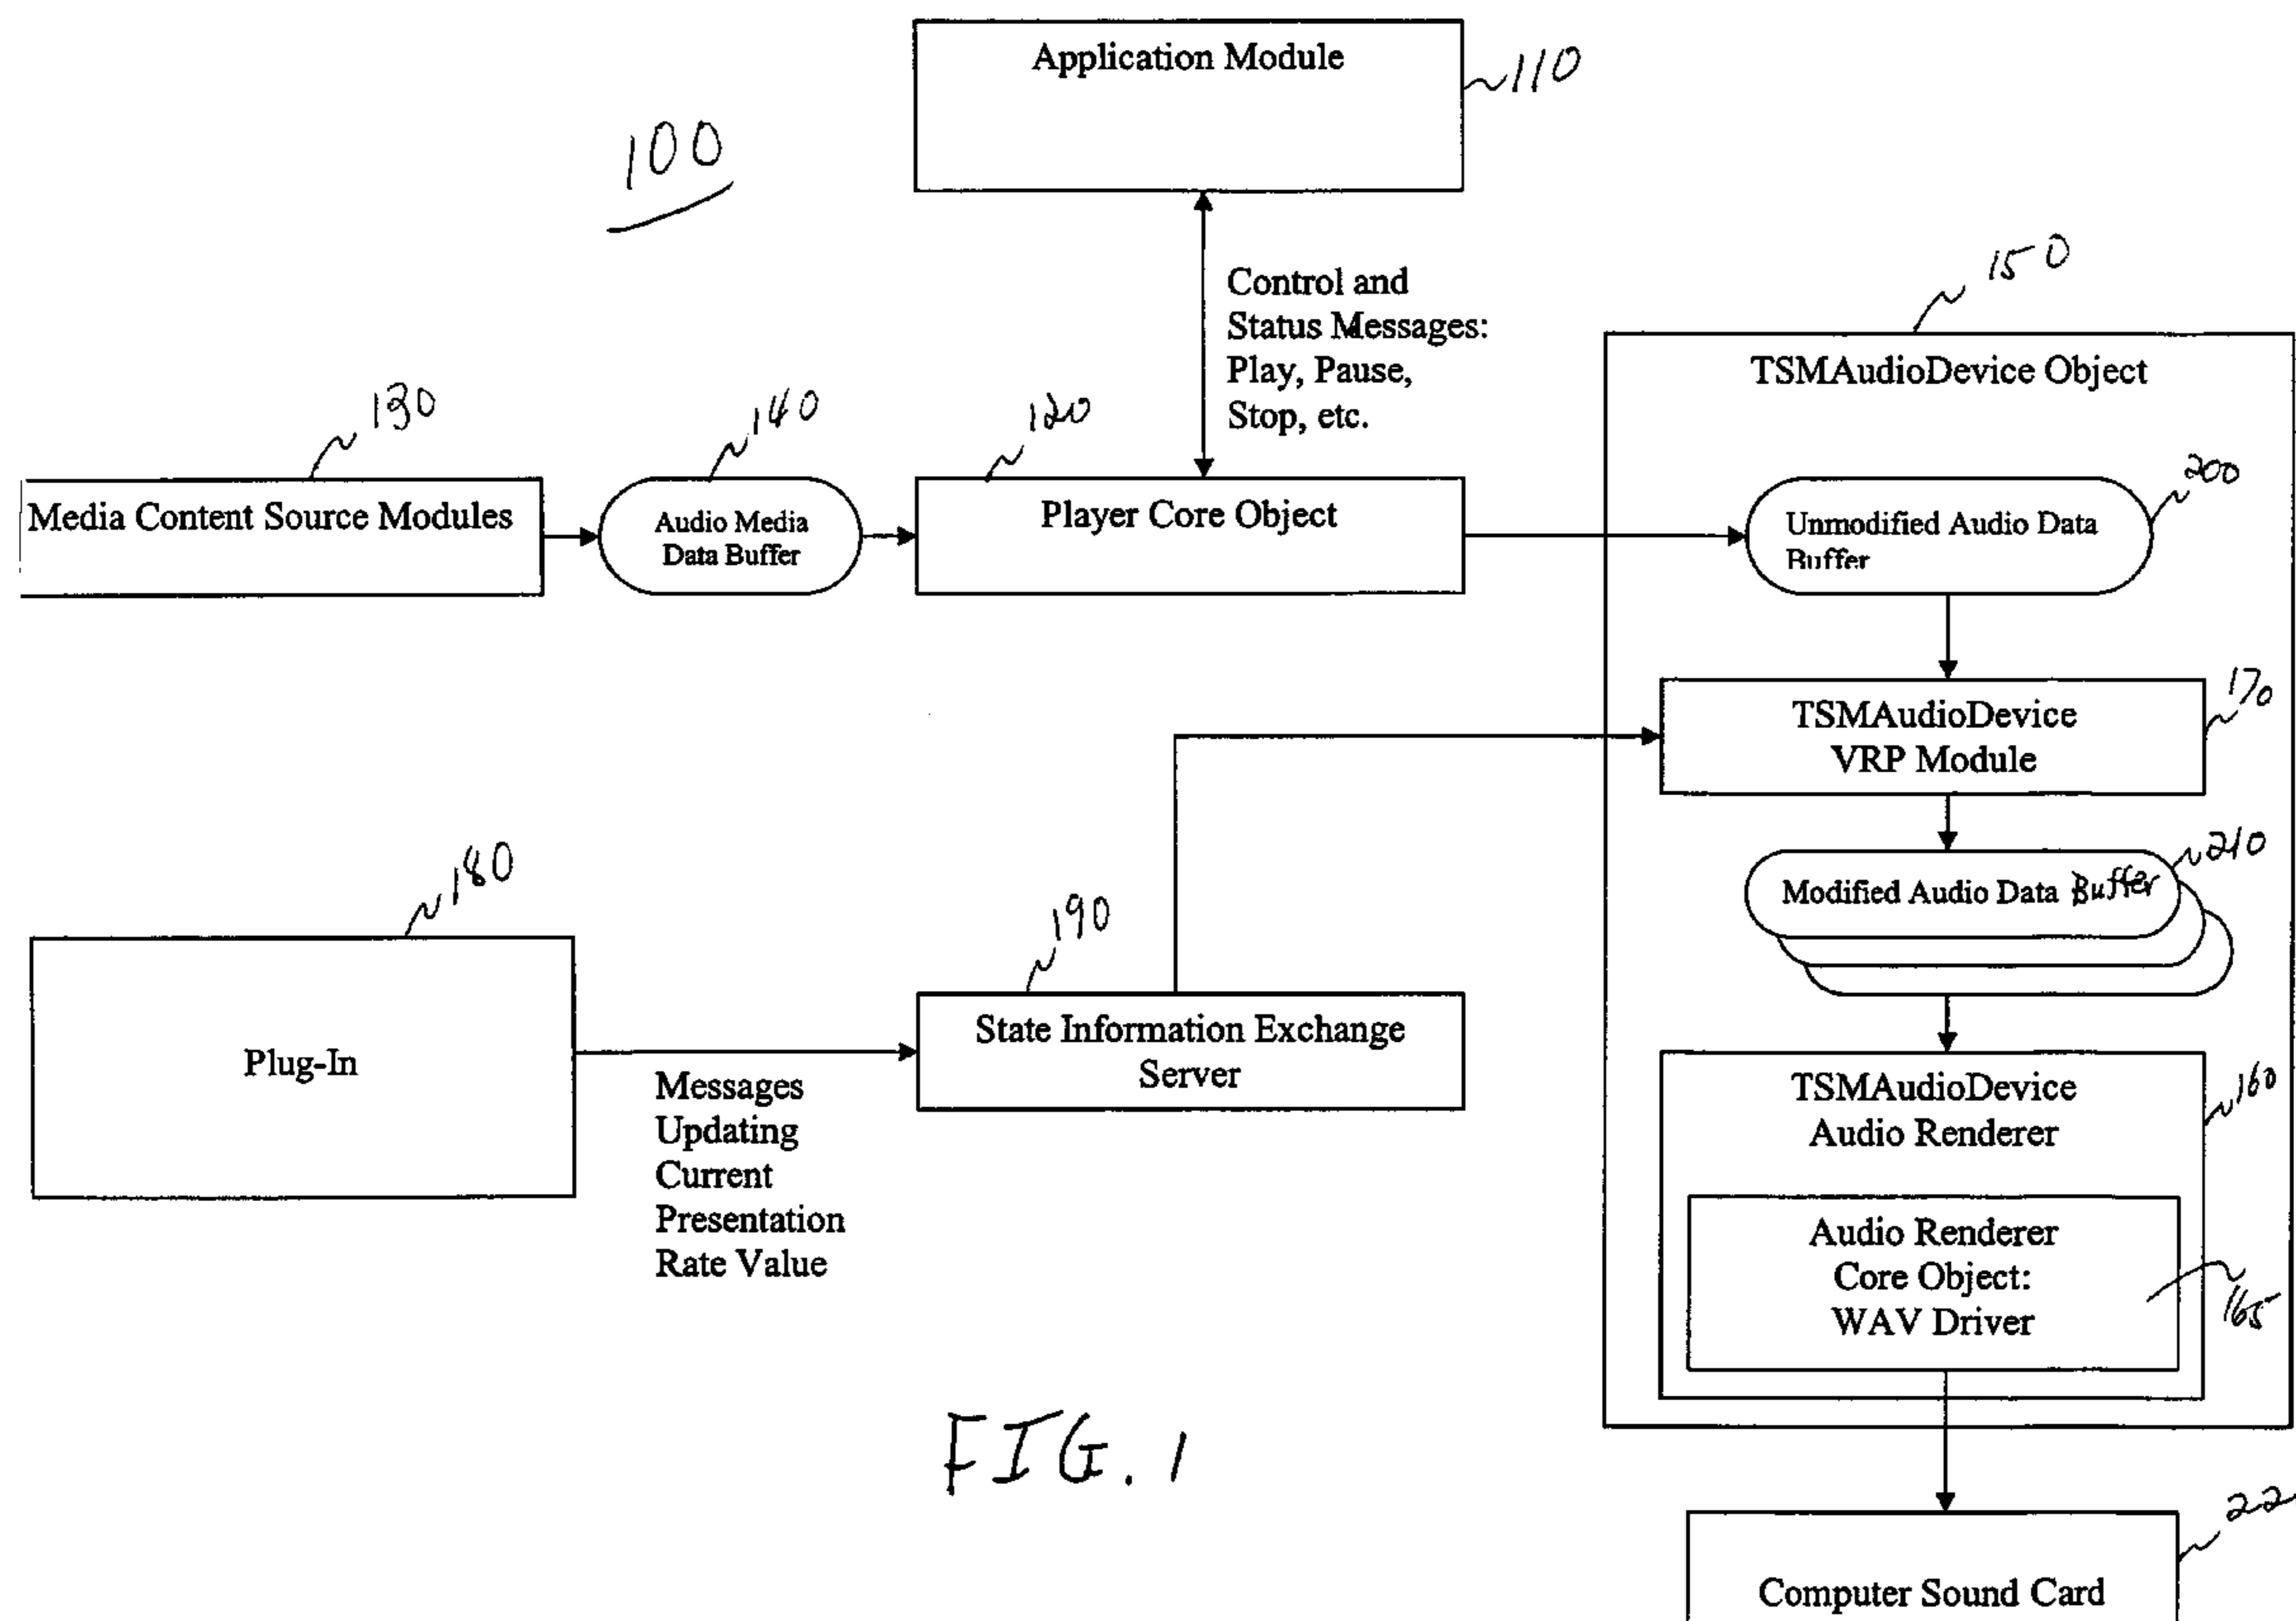 Application Module
110
100
Control and
Status Messages:
Play, Pause,
Stop, etc.
150
TSMAudioDevice Object
130
Media Content Source Modules
140
Audio Media
Data Buffer
120
Player Core Object
200
Unmodified Audio Data
Buffer
170
TSMAudioDevice
VRP Module
210
Modified Audio Data Buffer
180
Plug-In
Messages
Updating
Current
Presentation
Rate Value
190
State Information Exchange
Server
160
TSMAudioDevice
Audio Renderer
Audio Renderer
Core Object:
WAV Driver
165
FIG. 1
22
Computer Sound Card